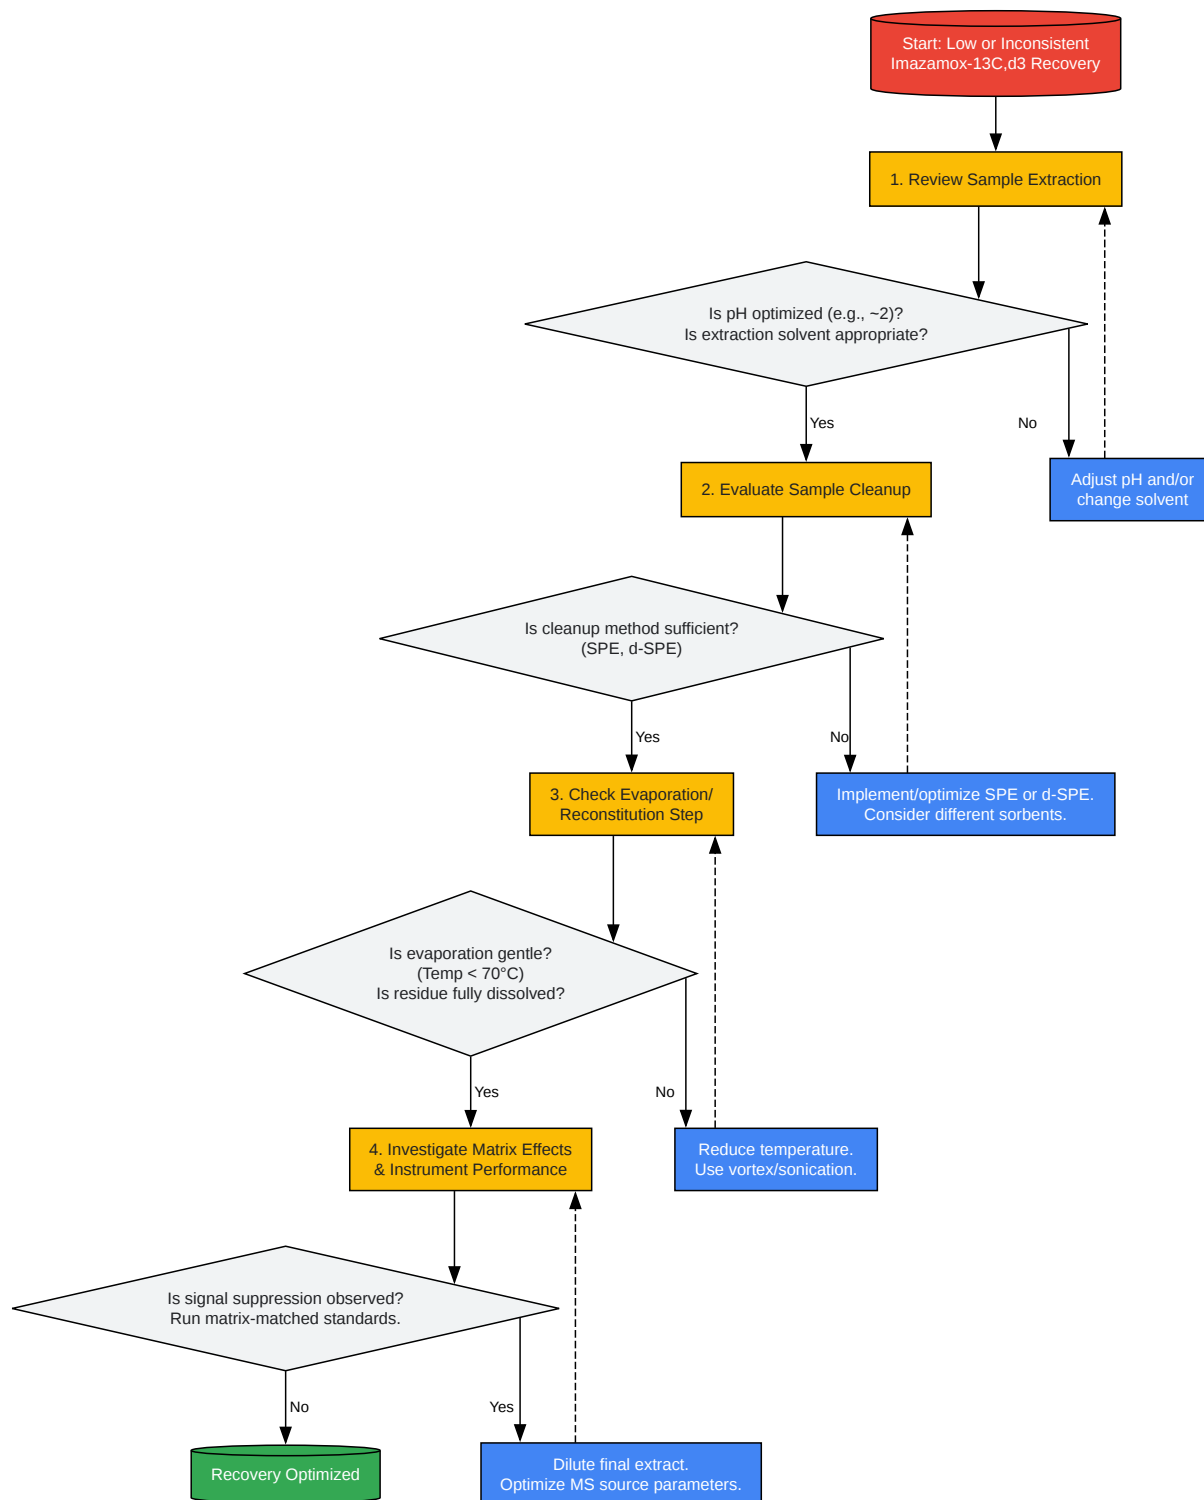 Start: Low or Inconsistent
Imazamox-13C,d3 Recovery
1. Review Sample Extraction
Is pH optimized (e.g., ~2)?
Is extraction solvent appropriate?
Yes
No
Adjust pH and/or
change solvent
2. Evaluate Sample Cleanup
Is cleanup method sufficient?
(SPE, d-SPE)
Yes
No
Implement/optimize SPE or d-SPE.
Consider different sorbents.
3. Check Evaporation/
Reconstitution Step
Is evaporation gentle?
(Temp < 70°C)
Is residue fully dissolved?
Yes
No
Reduce temperature.
Use vortex/sonication.
4. Investigate Matrix Effects
& Instrument Performance
Is signal suppression observed?
Run matrix-matched standards.
No
Yes
Recovery Optimized
Dilute final extract.
Optimize MS source parameters.